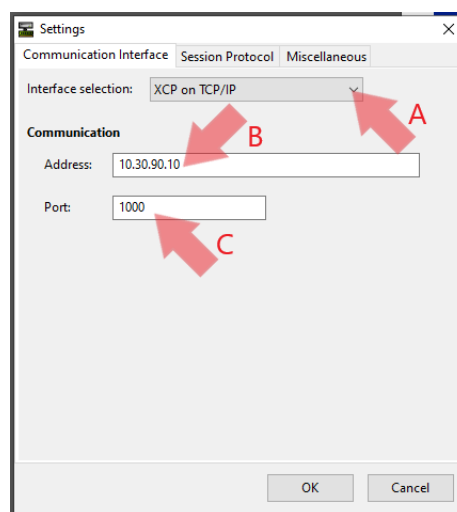 Settings
Communication Interface Session Protocol Miscellaneous
Interface selection: XCP on TCP/IP
A
B
Communication
Address: 10.30.90.10
Port: 1000
C
OK Cancel